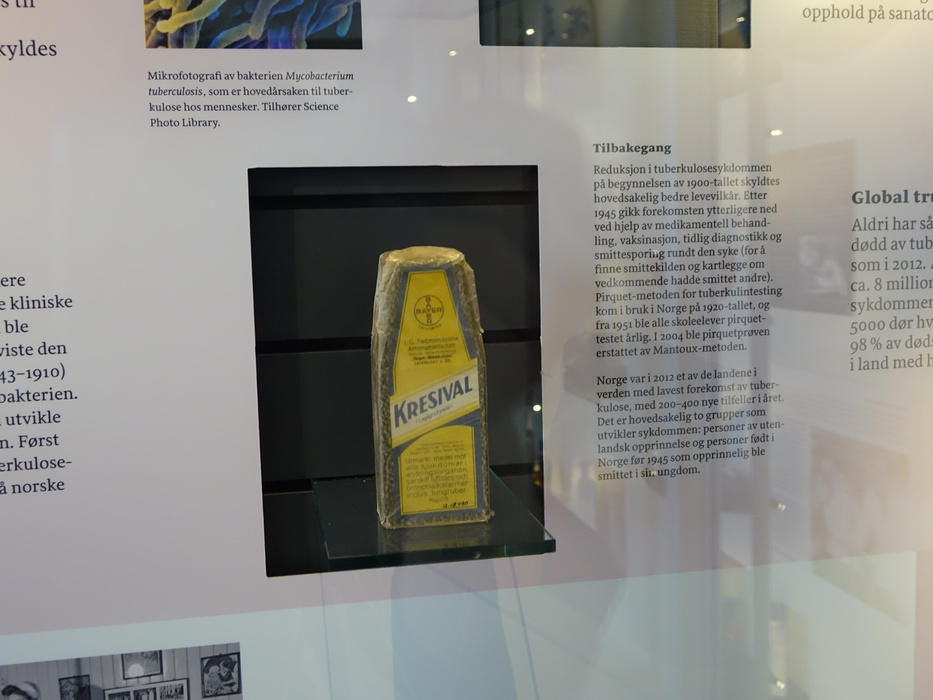 opphold på
kyldes
Mikrofotografi av bakterien Mycobacterium
tuberculosis, som er hovedårsaken til tuber-
kulose hos mennesker. Tilhører Science
Photo Library.
Tilbakegang
Reduksjon i tuberkulosesykdommen
på begynnelsen av 1900-tallet skyldtes
hovedsakelig bedre levevilkår. Etter
1945 gikk forekomsten ytterligere ned
ved hjelp av medikamentell behand-
ling, vaksinasjon, tidlig diagnostikk og
smittesporing rundt den syke (for å
finne smittekilden og kartlegge om
vedkommende hadde smittet andre).
Pirquet-metoden for tuberkulintesting
kom i bruk i Norge på 1920-tallet, og
fra 1951 ble alle skoleelever pirquet-
testet årlig. I 2004 ble pirquetprøven
erstattet av Mantoux-metoden.
Norge var i 2012 et av de landene i
verden med lavest forekomst av tuber-
kulose, med 200–400 nye tilfeller i året.
Det er hovedsakelig to grupper som
utvikler sykdommen: personer av uten-
landsk opprinnelse og personer født i
Norge før 1945 som opprinnelig ble
smittet i sin ungdom.
Global
Aldri har så
dødd av
som i 2012.
ca. 8
5000 dør
98 % av
i land med
ere
e kliniske
ble
viste den
43–1910)
bakterien.
utvikle
n. Først
erkulose-
å norske
BAYER
KRESIVAL